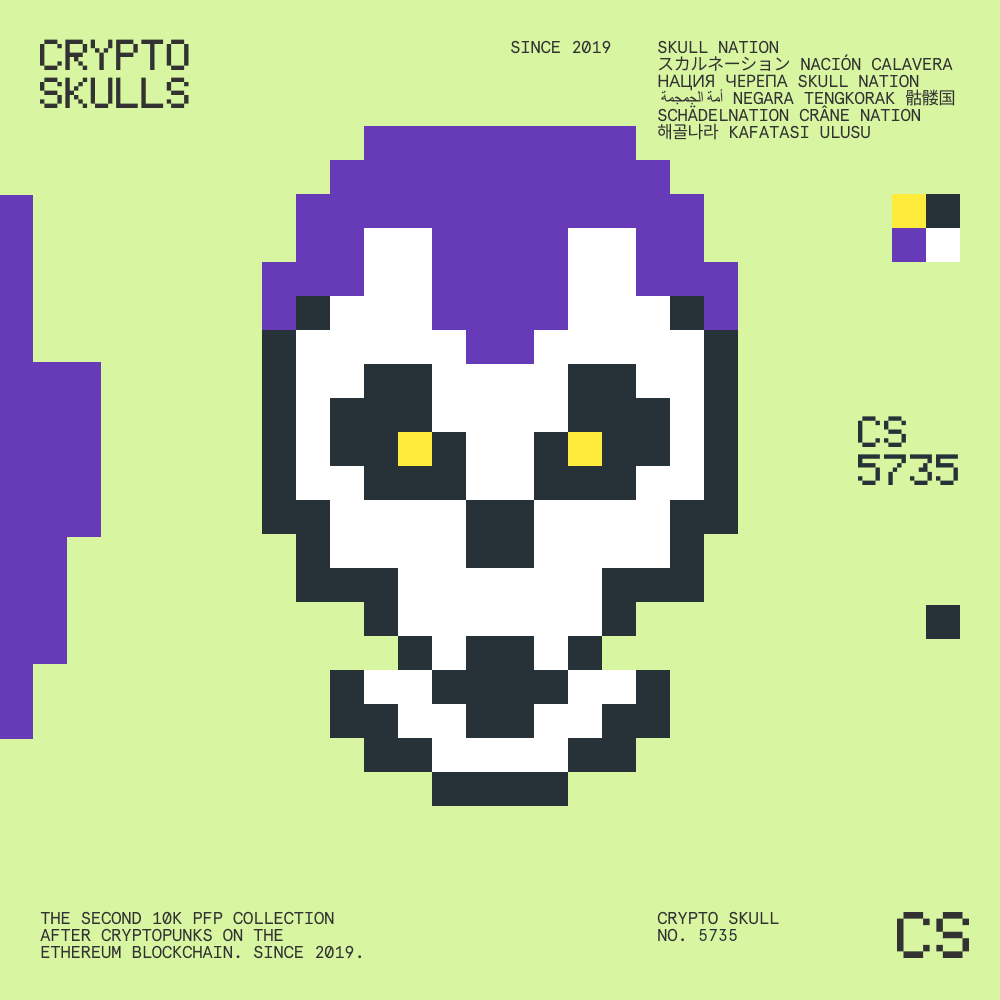 CRYPTO
SKULLS
SINCE 2019
SKULL NATION
スカルネーション NACIÓN CALAVERA
НАЦИЯ ЧЕРЕПА SKULL NATION
أمة الجمجمة NEGARA TENGKORAK 骷髅国
SCHÄDELNATION CRÂNE NATION
해골나라 KAFATASI ULUSU
CS
5735
THE SECOND 10K PFP COLLECTION
AFTER CRYPTOPUNKS ON THE
ETHEREUM BLOCKCHAIN. SINCE 2019.
CRYPTO SKULL
NO. 5735
CS